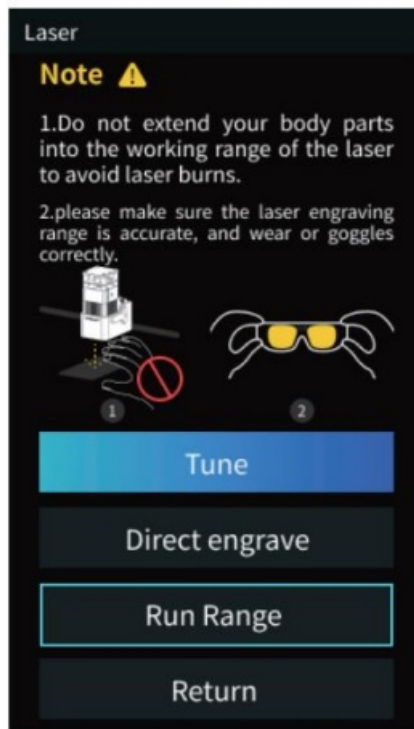 Laser
Note
1.Do not extend your body parts
into the working range of the laser
to avoid laser burns.
2.please make sure the laser engraving
range is accurate, and wear or goggles
correctly.
1
2
Tune
Direct engrave
Run Range
Return